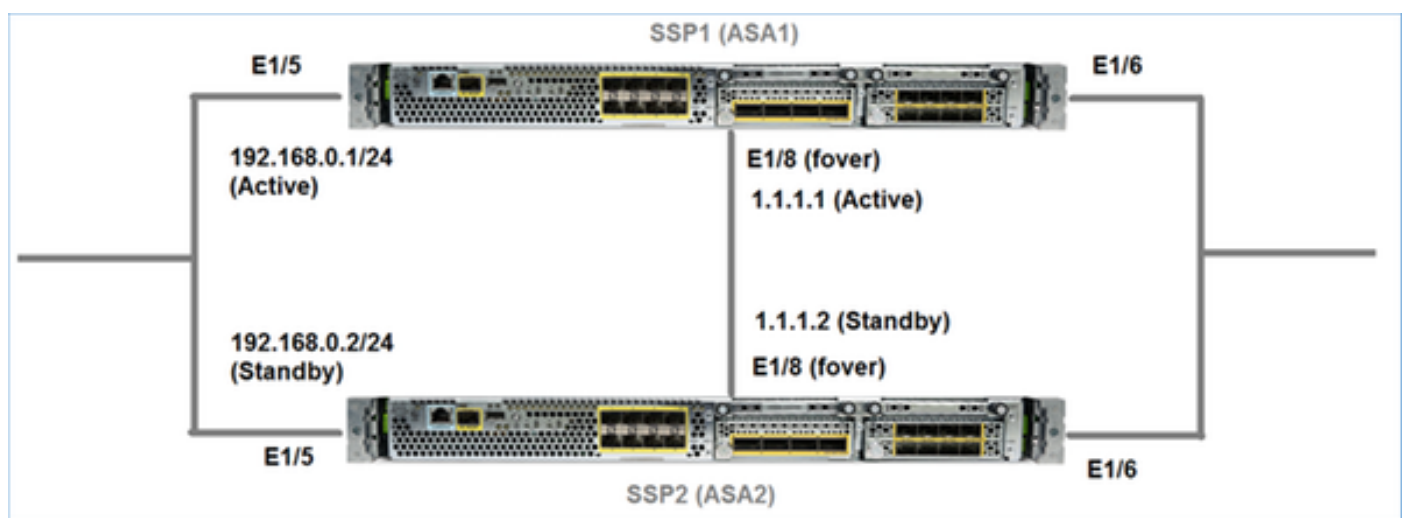 SSP1 (ASA1)
E1/5
E1/6
192.168.0.1/24
(Active)
E1/8 (fover)
1.1.1.1 (Active)
1.1.1.2 (Standby)
192.168.0.2/24
(Standby)
E1/8 (fover)
E1/5
E1/6
SSP2 (ASA2)